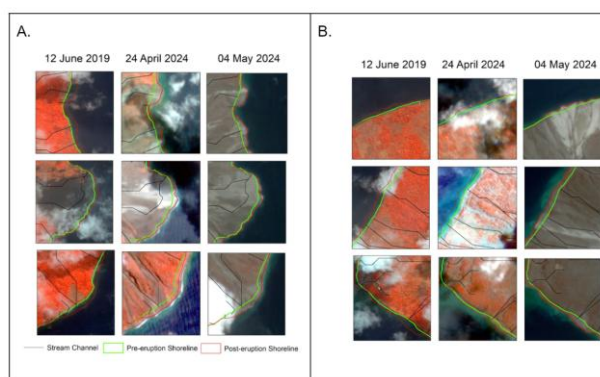 A.
12 June 2019 24 April 2024 04 May 2024
Stream Channel Pre-eruption Shoreline Post-eruption Shoreline
B.
12 June 2019 24 April 2024 04 May 2024